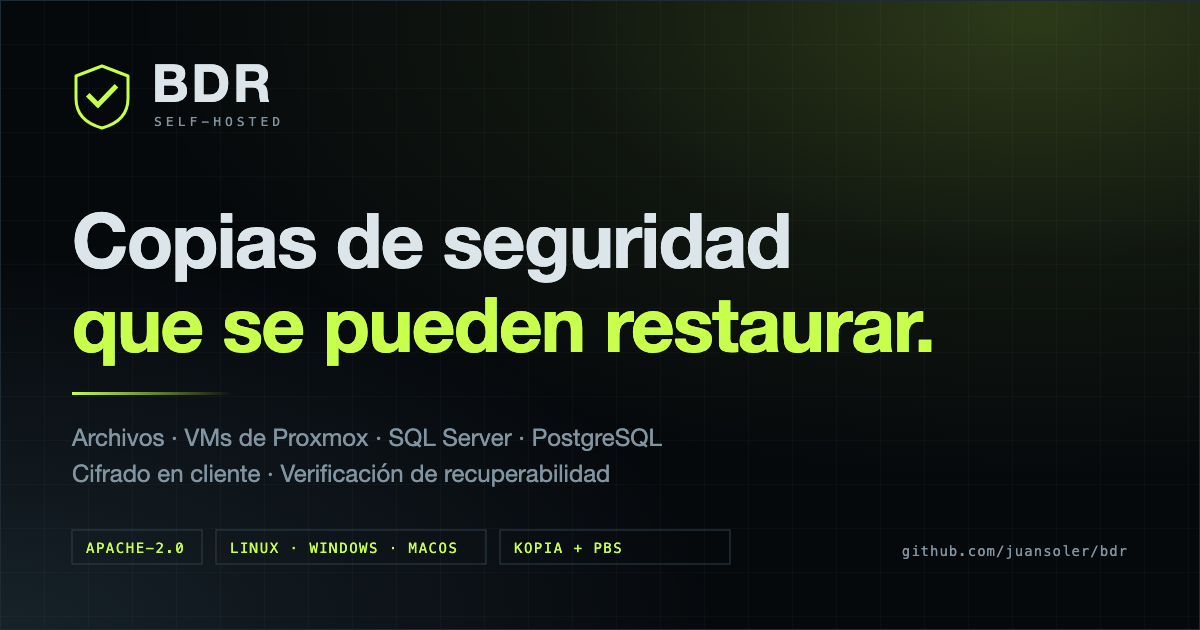 BDR
SELF-HOSTED
Copias de seguridad
que se pueden restaurar.
Archivos · VMs de Proxmox · SQL Server · PostgreSQL
Cifrado en cliente · Verificación de recuperabilidad
APACHE-2.0
LINUX · WINDOWS · MACOS
KOPIA + PBS
github.com/juansoler/bdr